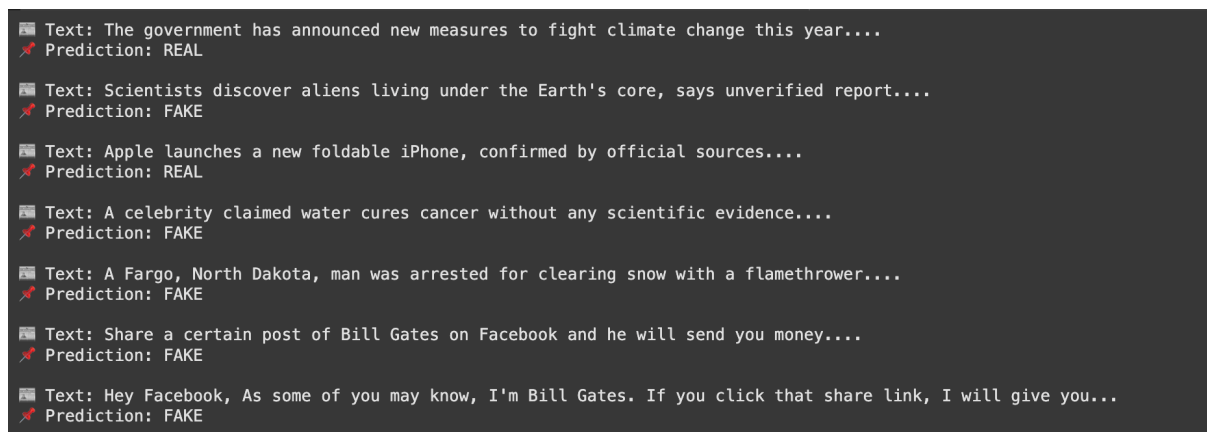 📰 Text: The government has announced new measures to fight climate change this year....
📌 Prediction: REAL
📰 Text: Scientists discover aliens living under the Earth's core, says unverified report....
📌 Prediction: FAKE
📰 Text: Apple launches a new foldable iPhone, confirmed by official sources....
📌 Prediction: REAL
📰 Text: A celebrity claimed water cures cancer without any scientific evidence....
📌 Prediction: FAKE
📰 Text: A Fargo, North Dakota, man was arrested for clearing snow with a flamethrower....
📌 Prediction: FAKE
📰 Text: Share a certain post of Bill Gates on Facebook and he will send you money....
📌 Prediction: FAKE
📰 Text: Hey Facebook, As some of you may know, I'm Bill Gates. If you click that share link, I will give you...
📌 Prediction: FAKE